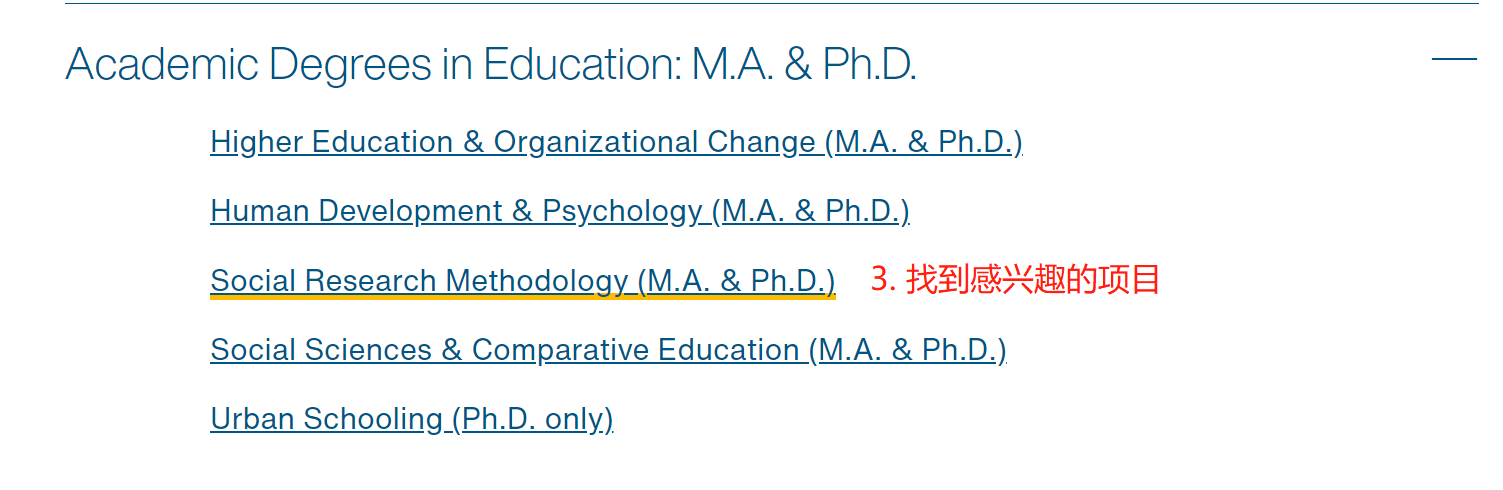 Academic Degrees in Education: M.A. & Ph.D.
Higher Education & Organizational Change (M.A. & Ph.D.)
Human Development & Psychology (M.A. & Ph.D.)
Social Research Methodology (M.A. & Ph.D.) 3. 找到感兴趣的项目
Social Sciences & Comparative Education (M.A. & Ph.D.)
Urban Schooling (Ph.D. only)